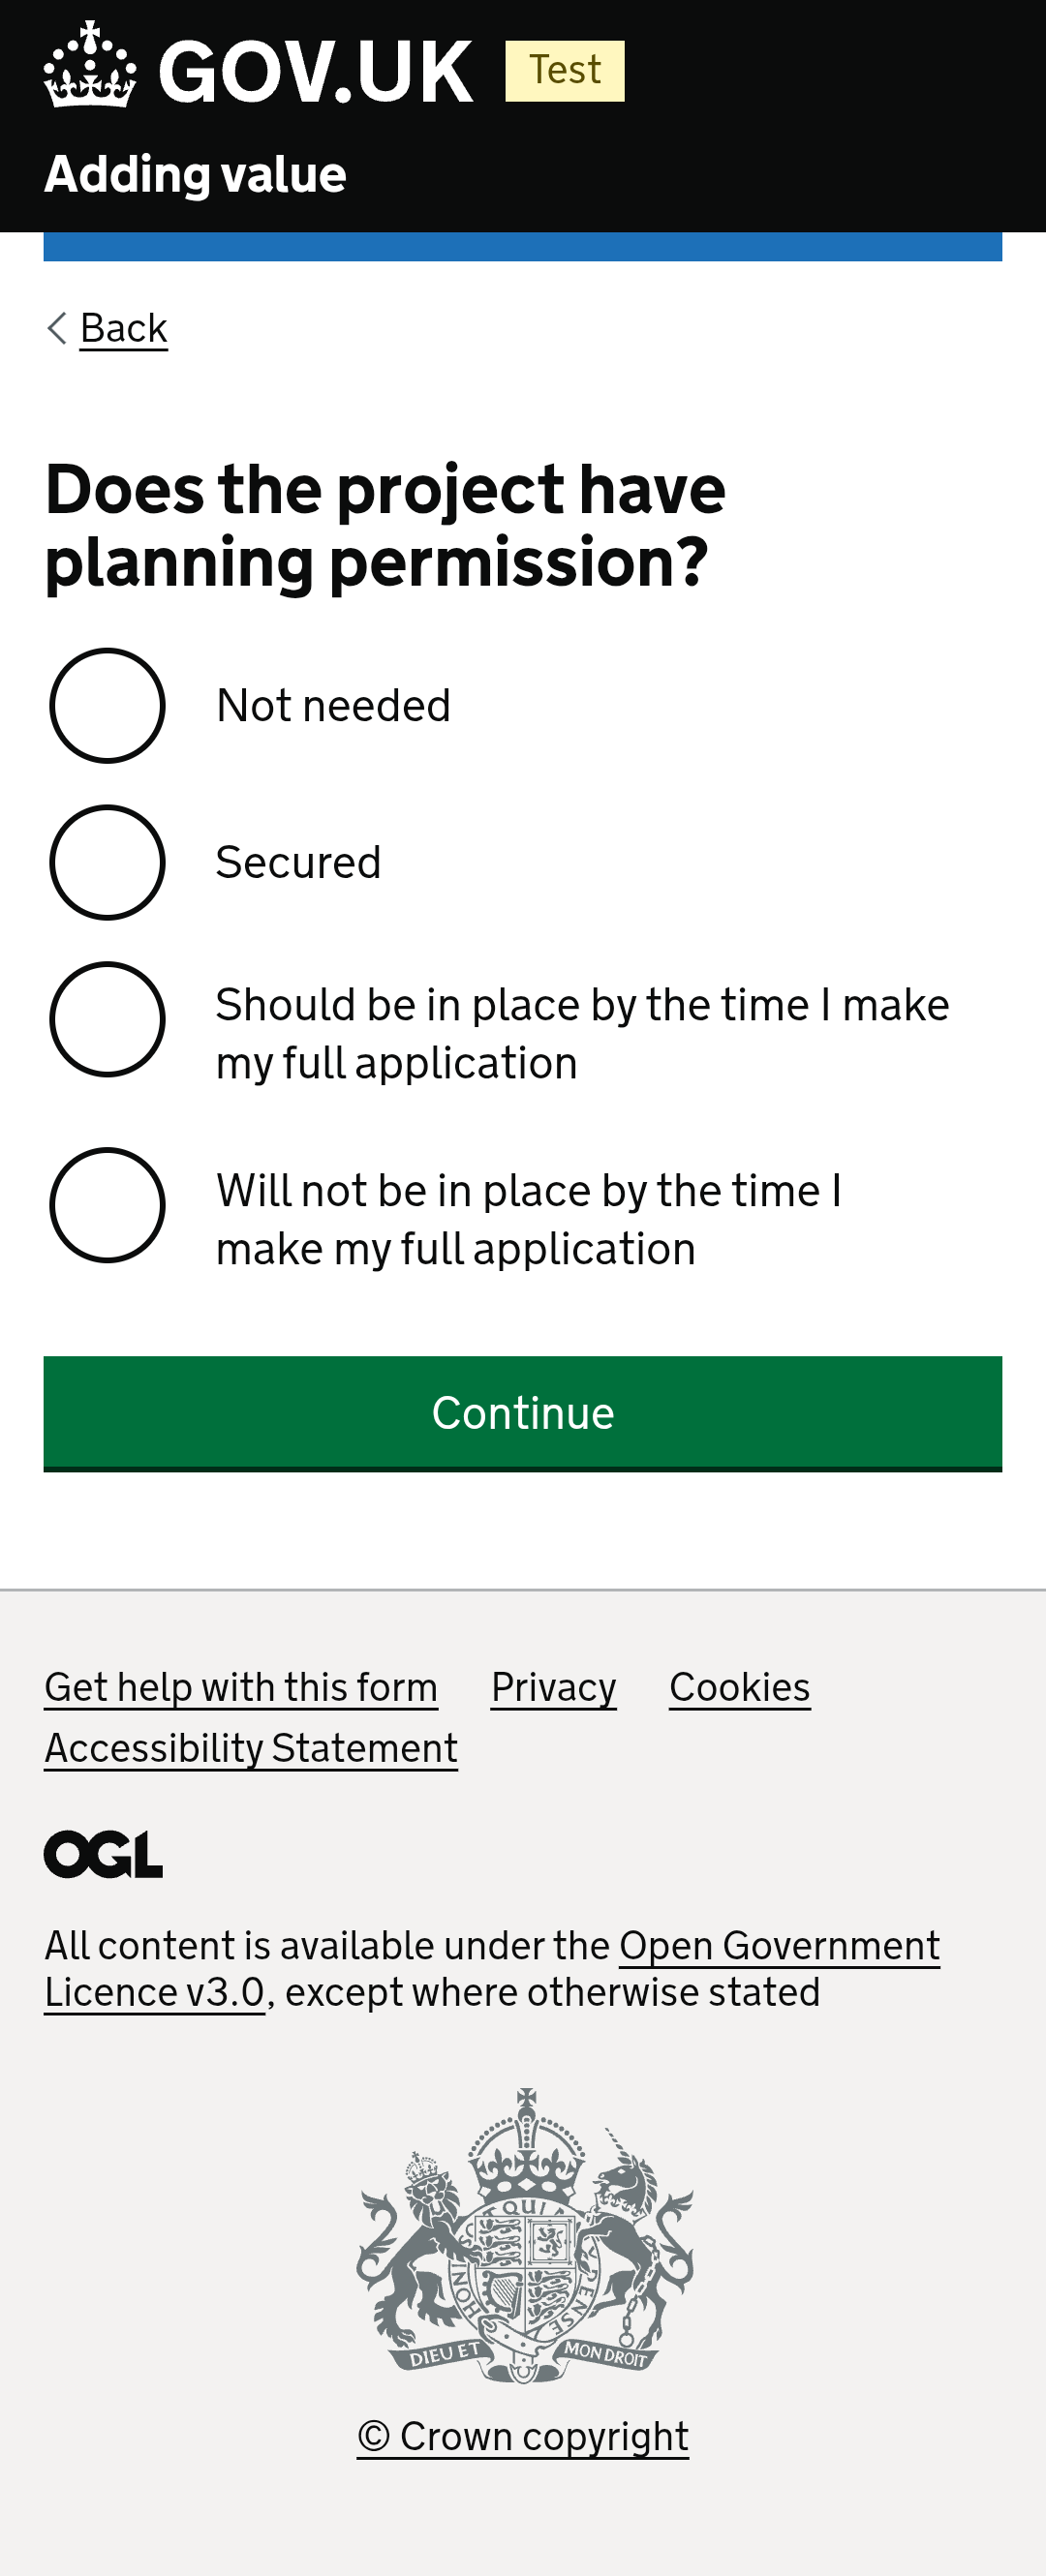 GOV.UK Test
Adding value
Back
Does the project have
planning permission?
Not needed
Secured
Should be in place by the time I make
my full application
Will not be in place by the time I
make my full application
Continue
Get help with this form Privacy Cookies
Accessibility Statement
OGL
All content is available under the Open Government
Licence v3.0, except where otherwise stated
DIEU ET MON DROIT
© Crown copyright